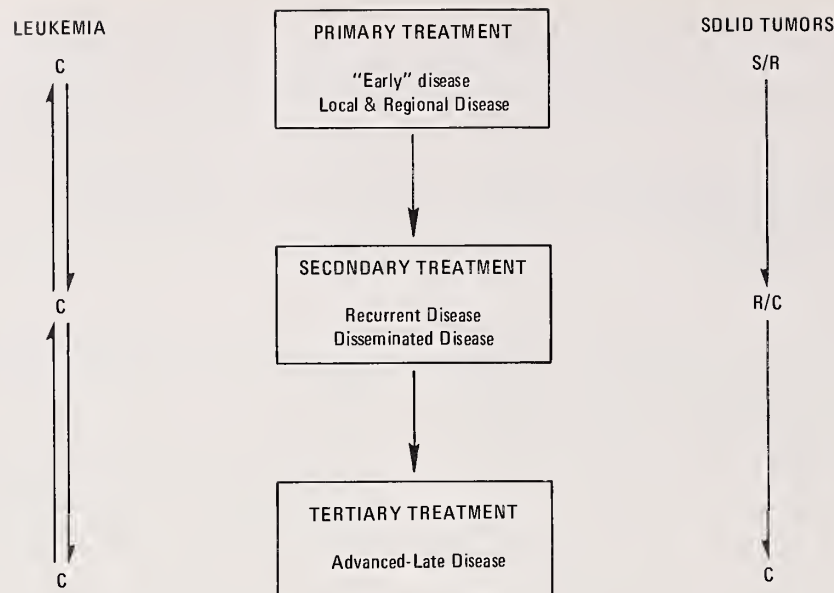 LEUKEMIA
C
C
C
PRIMARY TREATMENT
"Early" disease
Local & Regional Disease
SECONDARY TREATMENT
Recurrent Disease
Disseminated Disease
TERTIARY TREATMENT
Advanced-Late Disease
SOLID TUMORS
S/R
R/C
C